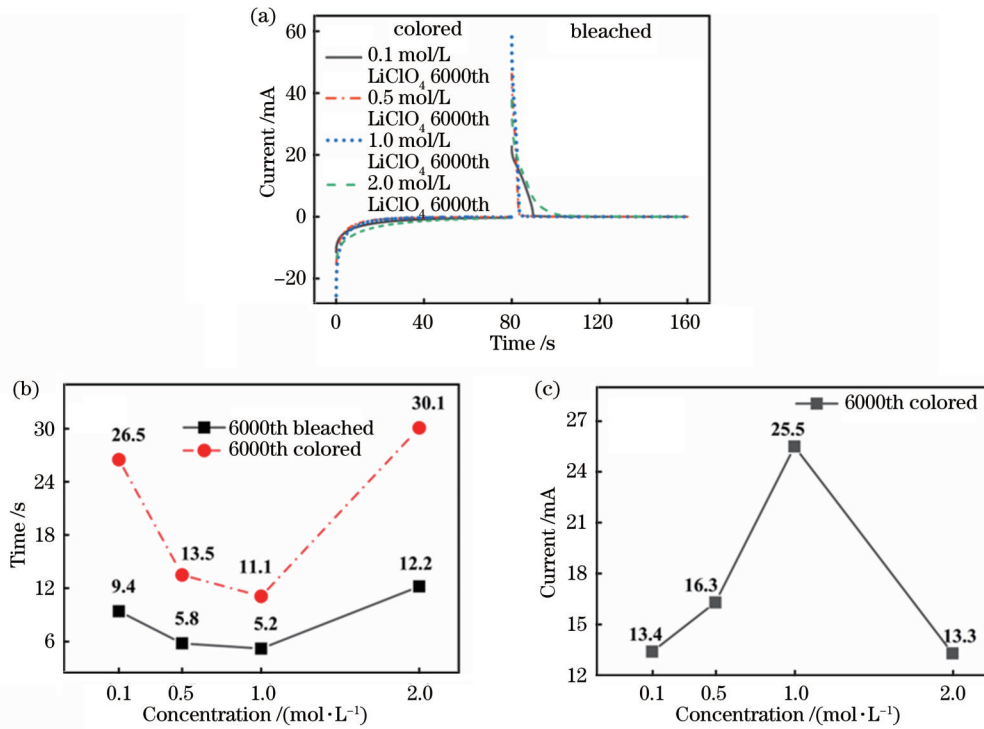 (a)
colored
bleached
60
40
20
0
−20
Current /mA
0.1 mol/L
LiClO4 6000th
0.5 mol/L
LiClO4 6000th
1.0 mol/L
LiClO4 6000th
2.0 mol/L
LiClO4 6000th
0 40 80 120 160
Time /s
(b)
30
24
18
12
6
Time /s
6000th bleached
6000th colored
26.5
13.5
11.1
30.1
9.4
5.8
5.2
12.2
0.1 0.5 1.0 2.0
Concentration /(mol·L⁻¹)
(c)
27
24
21
18
15
12
Current /mA
6000th colored
13.4
16.3
25.5
13.3
0.1 0.5 1.0 2.0
Concentration /(mol·L⁻¹)